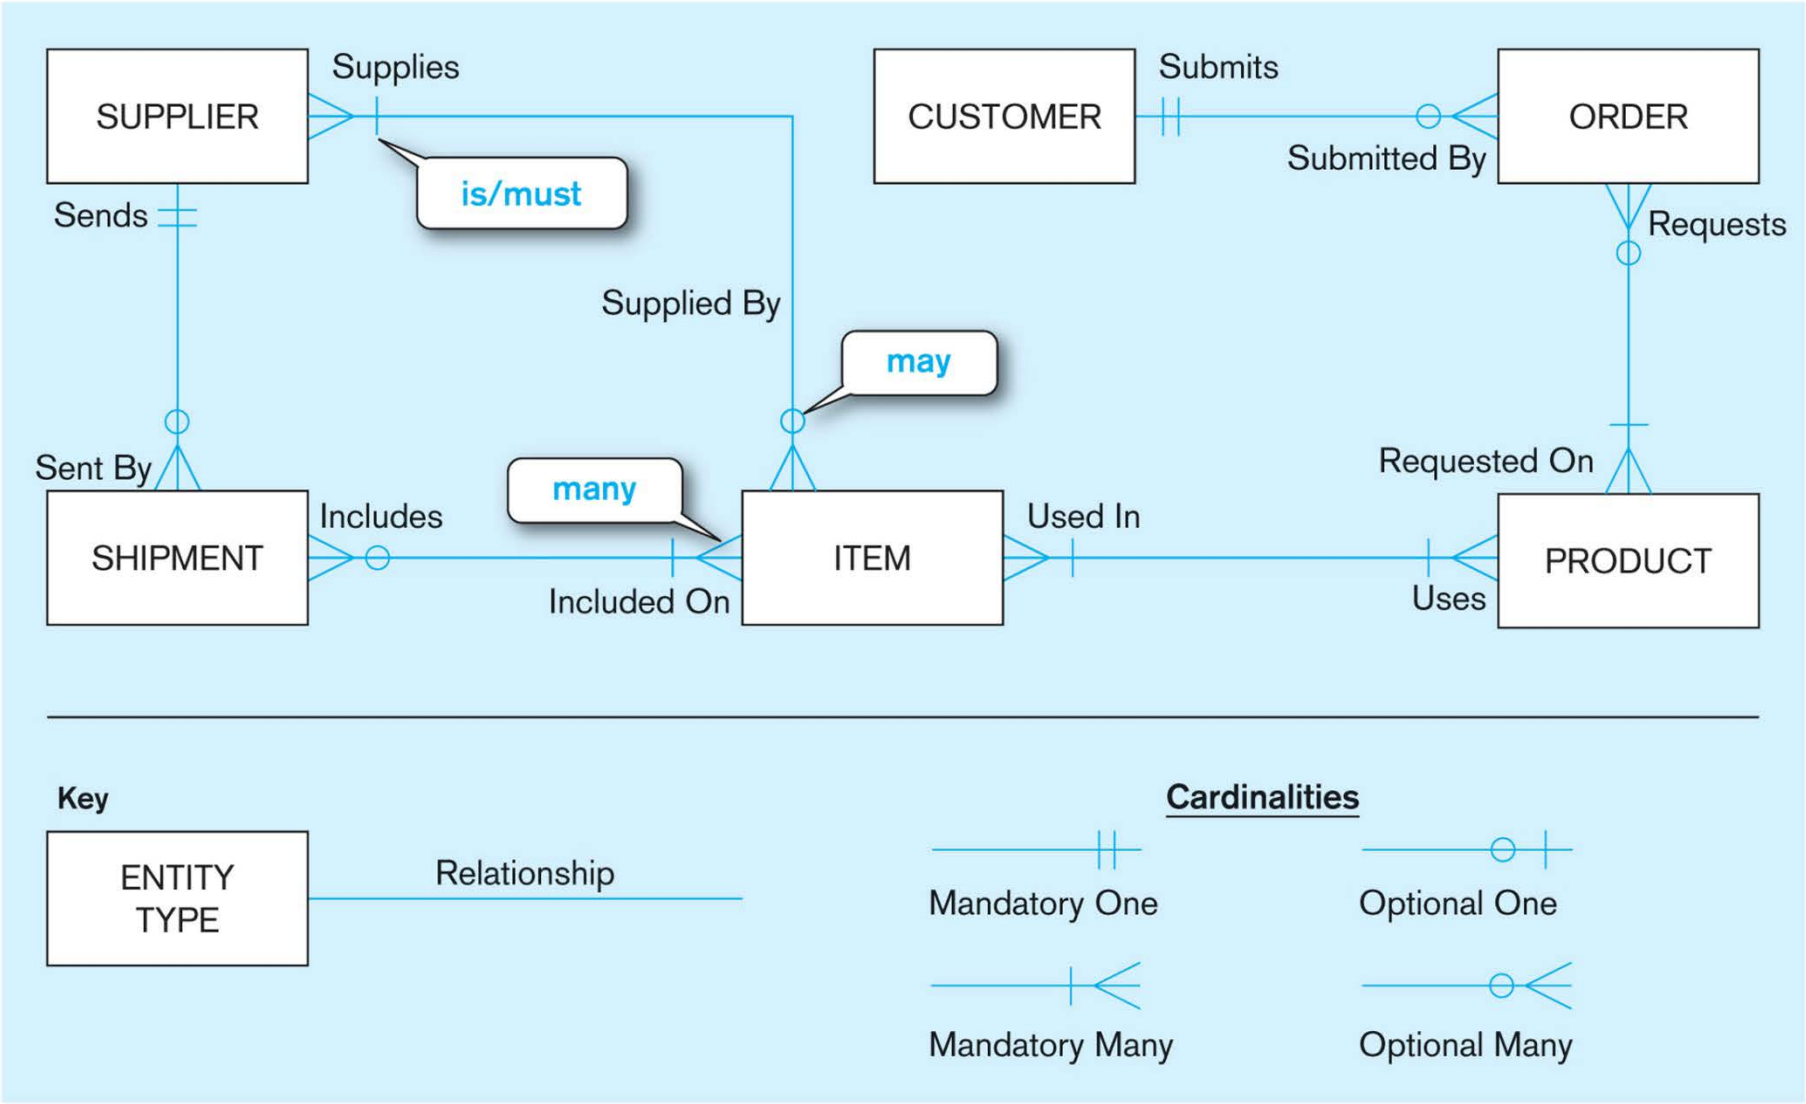 Supplies
SUPPLIER
is/must
Sends
CUSTOMER
Submits
ORDER
Submitted By
Requests
Supplied By
may
Sent By
many
Requested On
SHIPMENT
Includes
Included On
ITEM
Used In
Uses
PRODUCT
Key
ENTITY
TYPE
Relationship
Cardinalities
Mandatory One
Optional One
Mandatory Many
Optional Many